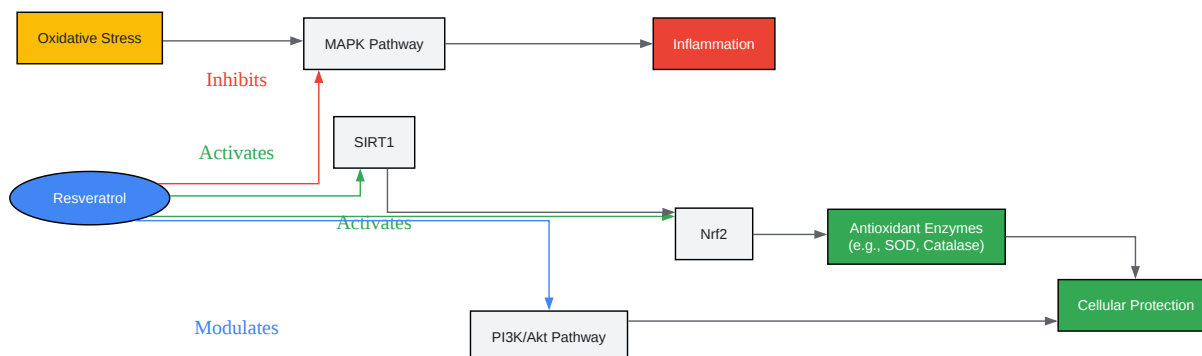 Oxidative Stress
MAPK Pathway
Inflammation
Inhibits
SIRT1
Activates
Resveratrol
Activates
Nrf2
Antioxidant Enzymes
(e.g., SOD, Catalase)
Cellular Protection
Modulates
PI3K/Akt Pathway